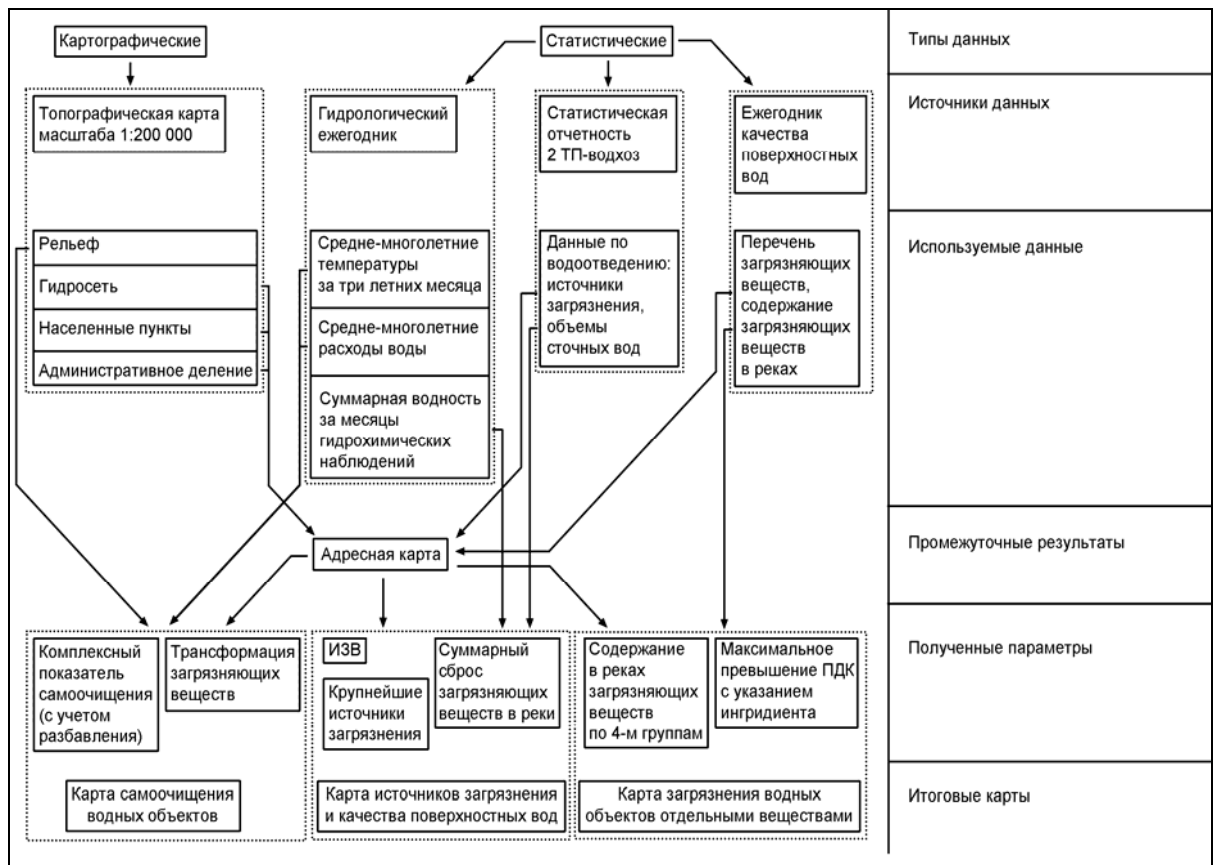 Картографические
Статистические
Типы данных
Топографическая карта
масштаба 1:200 000
Гидрологический
ежегодник
Статистическая
отчетность
2 ТП-водхоз
Ежегодник
качества
поверхностных
вод
Источники данных
Рельеф
Гидросеть
Населенные пункты
Административное деление
Средне-многолетние
температуры
за три летних месяца
Средне-многолетние
расходы воды
Суммарная водность
за месяцы
гидрохимических
наблюдений
Данные по
водоотведению:
источники
загрязнения,
объемы
сточных вод
Перечень
загрязняющих
веществ,
содержание
загрязняющих
веществ
в реках
Используемые данные
Адресная карта
Промежуточные результаты
Комплексный
показатель
самоочищения
(с учетом
разбавления)
Трансформация
загрязняющих
веществ
ИЗВ
Крупнейшие
источники
загрязнения
Суммарный
сброс
загрязняющих
веществ в реки
Содержание
в реках
загрязняющих
веществ
по 4-м группам
Максимальное
превышение ПДК
с указанием
ингридиента
Полученные параметры
Карта самоочищения
водных объектов
Карта источников загрязнения
и качества поверхностных вод
Карта загрязнения водных
объектов отдельными веществами
Итоговые карты